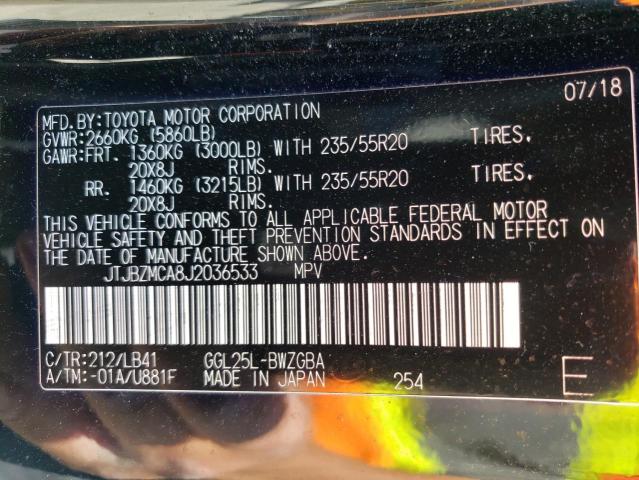 07/18
MFD.BY:TOYOTA MOTOR CORPORATION
GVWR:2660KG (5860LB)
GAWR:FRT. 1360KG (3000LB) WITH 235/55R20 TIRES.
20X8J RIMS.
RR. 1460KG (3215LB) WITH 235/55R20 TIRES.
20X8J RIMS.
THIS VEHICLE CONFORMS TO ALL APPLICABLE FEDERAL MOTOR
VEHICLE SAFETY AND THEFT PREVENTION STANDARDS IN EFFECT ON
THE DATE OF MANUFACTURE SHOWN ABOVE.
JTJBZMCA8J2036533 MPV
C/TR:212/LB41 GGL25L-BWZGBA
A/TM:-01A/U881F MADE IN JAPAN 254 E